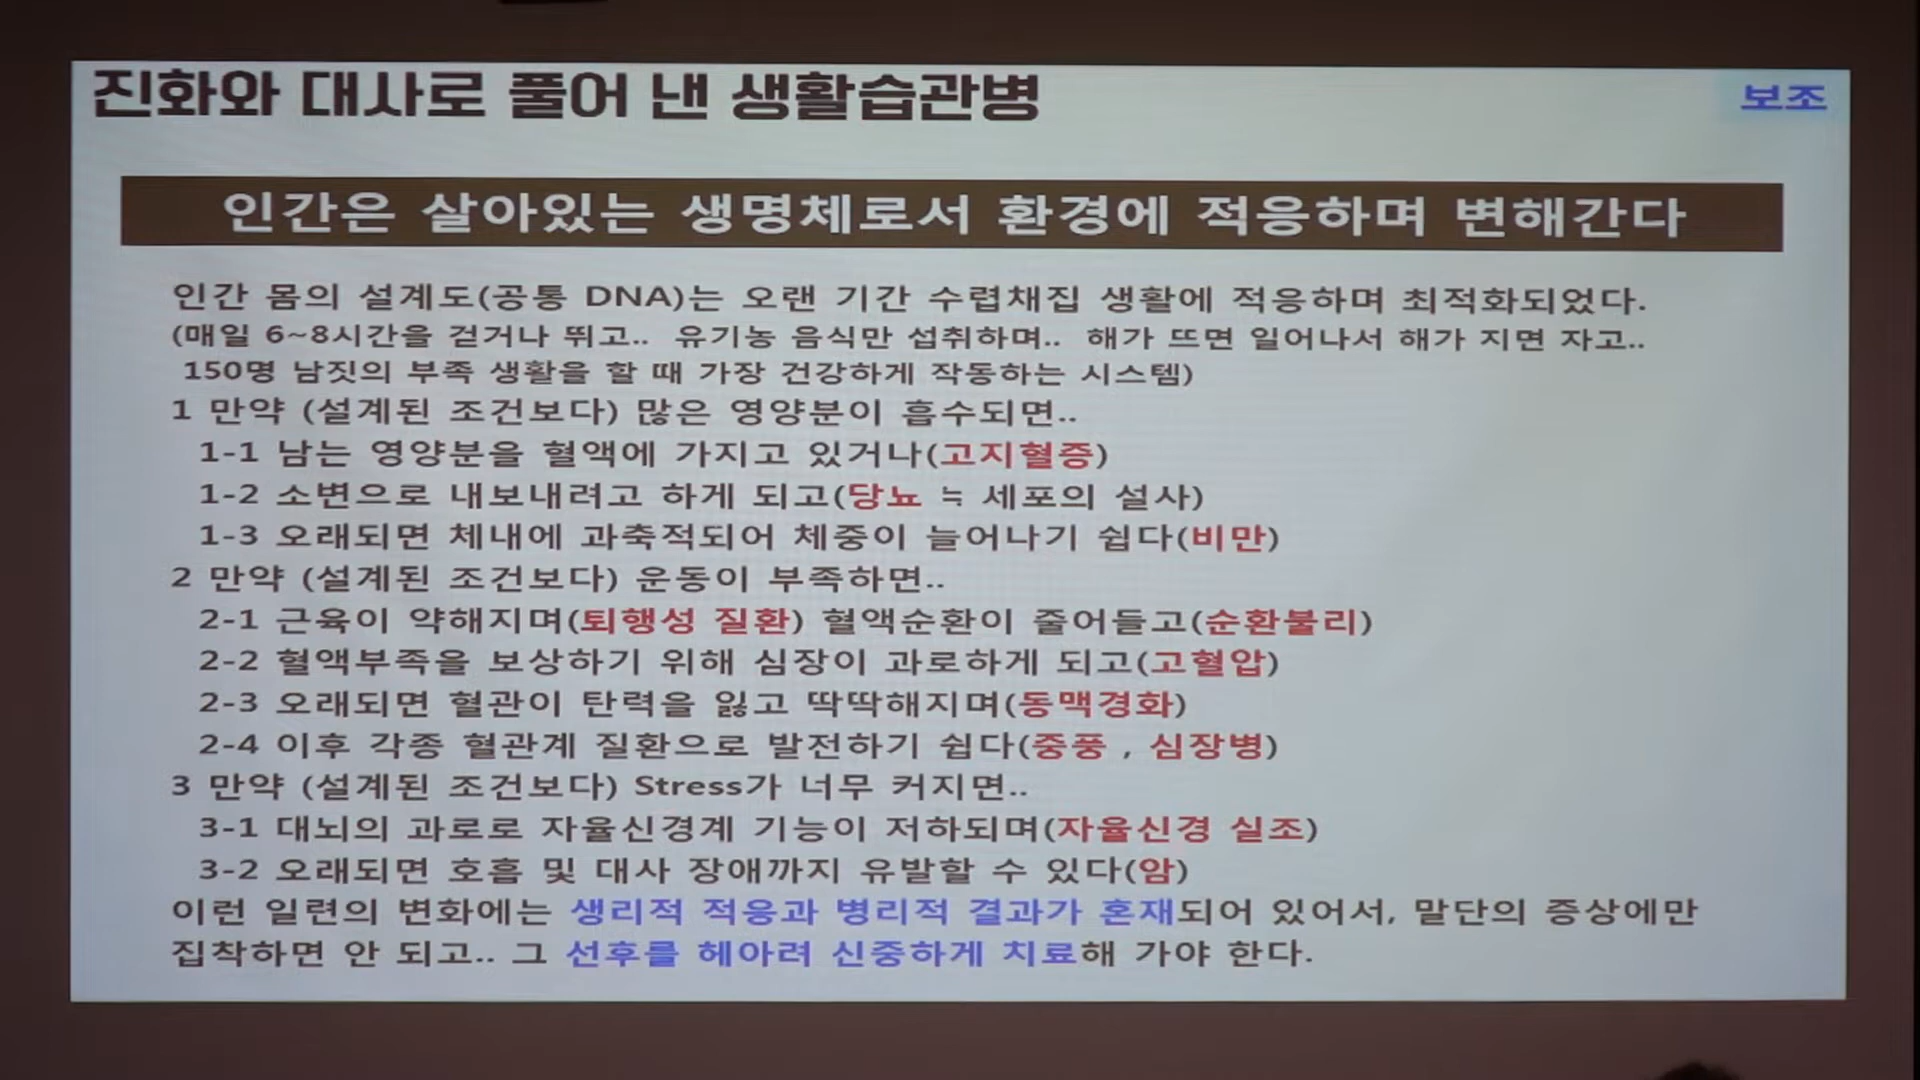 진화와 대사로 풀어 낸 생활습관병
보조
인간은 살아있는 생명체로서 환경에 적응하며 변해간다
인간 몸의 설계도(공통 DNA)는 오랜 기간 수렵채집 생활에 적응하며 최적화되었다.
(매일 6~8시간을 걷거나 뛰고.. 유기농 음식만 섭취하며.. 해가 뜨면 일어나서 해가 지면 자고..
150명 남짓의 부족 생활을 할 때 가장 건강하게 작동하는 시스템)
1 만약 (설계된 조건보다) 많은 영양분이 흡수되면..
1-1 남는 영양분을 혈액에 가지고 있거나(고지혈증)
1-2 소변으로 내보내려고 하게 되고(당뇨 ≒ 세포의 설사)
1-3 오래되면 체내에 과축적되어 체중이 늘어나기 쉽다(비만)
2 만약 (설계된 조건보다) 운동이 부족하면..
2-1 근육이 약해지며(퇴행성 질환) 혈액순환이 줄어들고(순환불리)
2-2 혈액부족을 보상하기 위해 심장이 과로하게 되고(고혈압)
2-3 오래되면 혈관이 탄력을 잃고 딱딱해지며(동맥경화)
2-4 이후 각종 혈관계 질환으로 발전하기 쉽다(중풍 , 심장병)
3 만약 (설계된 조건보다) Stress가 너무 커지면..
3-1 대뇌의 과로로 자율신경계 기능이 저하되며(자율신경 실조)
3-2 오래되면 호흡 및 대사 장애까지 유발할 수 있다(암)
이런 일련의 변화에는 생리적 적응과 병리적 결과가 혼재되어 있어서, 말단의 증상에만
집착하면 안 되고.. 그 선후를 헤아려 신중하게 치료해 가야 한다.